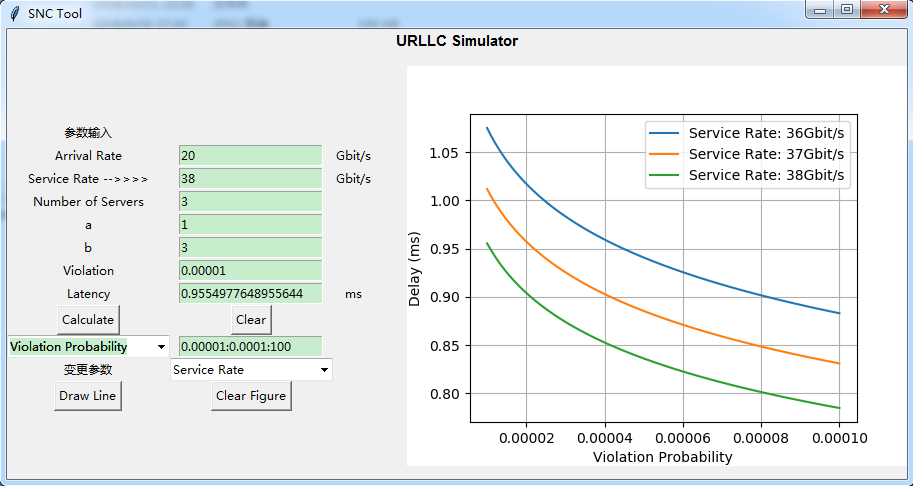 SNC Tool
URLLC Simulator
参数输入
Arrival Rate 20 Gbit/s
Service Rate -->>>> 38 Gbit/s
Number of Servers 3
a 1
b 3
Violation 0.00001
Latency 0.9554977648955644 ms
Calculate Clear
Violation Probability 0.00001:0.0001:100
变更参数 Service Rate
Draw Line Clear Figure
Service Rate: 36Gbit/s
Service Rate: 37Gbit/s
Service Rate: 38Gbit/s
Delay (ms)
1.05
1.00
0.95
0.90
0.85
0.80
0.00002 0.00004 0.00006 0.00008 0.00010
Violation Probability